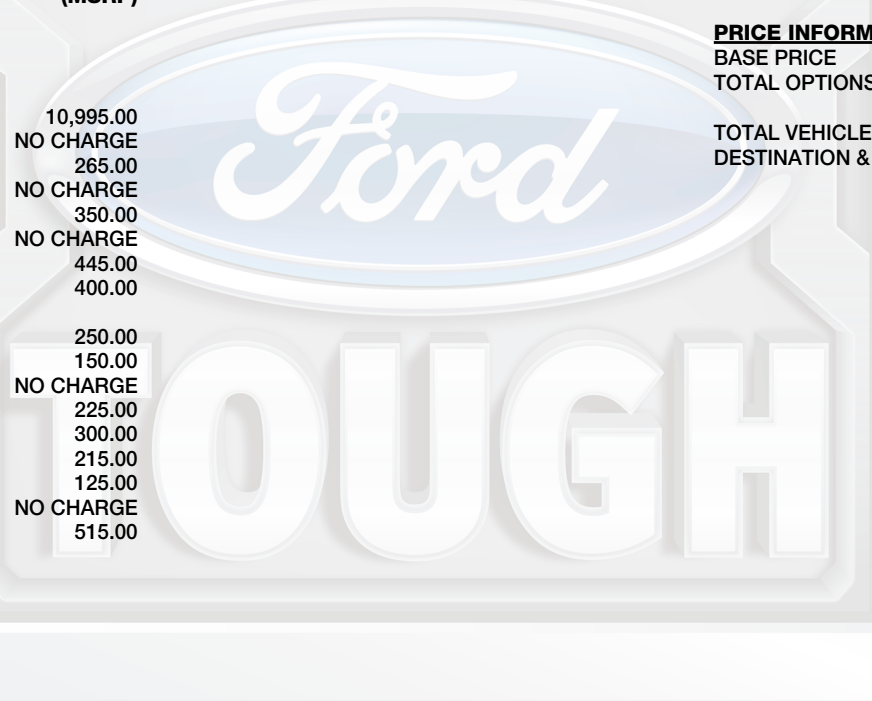 (MSRP)
10,995.00
NO CHARGE
265.00
NO CHARGE
350.00
NO CHARGE
445.00
400.00
250.00
150.00
NO CHARGE
225.00
300.00
215.00
125.00
NO CHARGE
515.00
PRICE INFORM
BASE PRICE
TOTAL OPTIONS
TOTAL VEHICLE
DESTINATION &
Ford
TOUGH